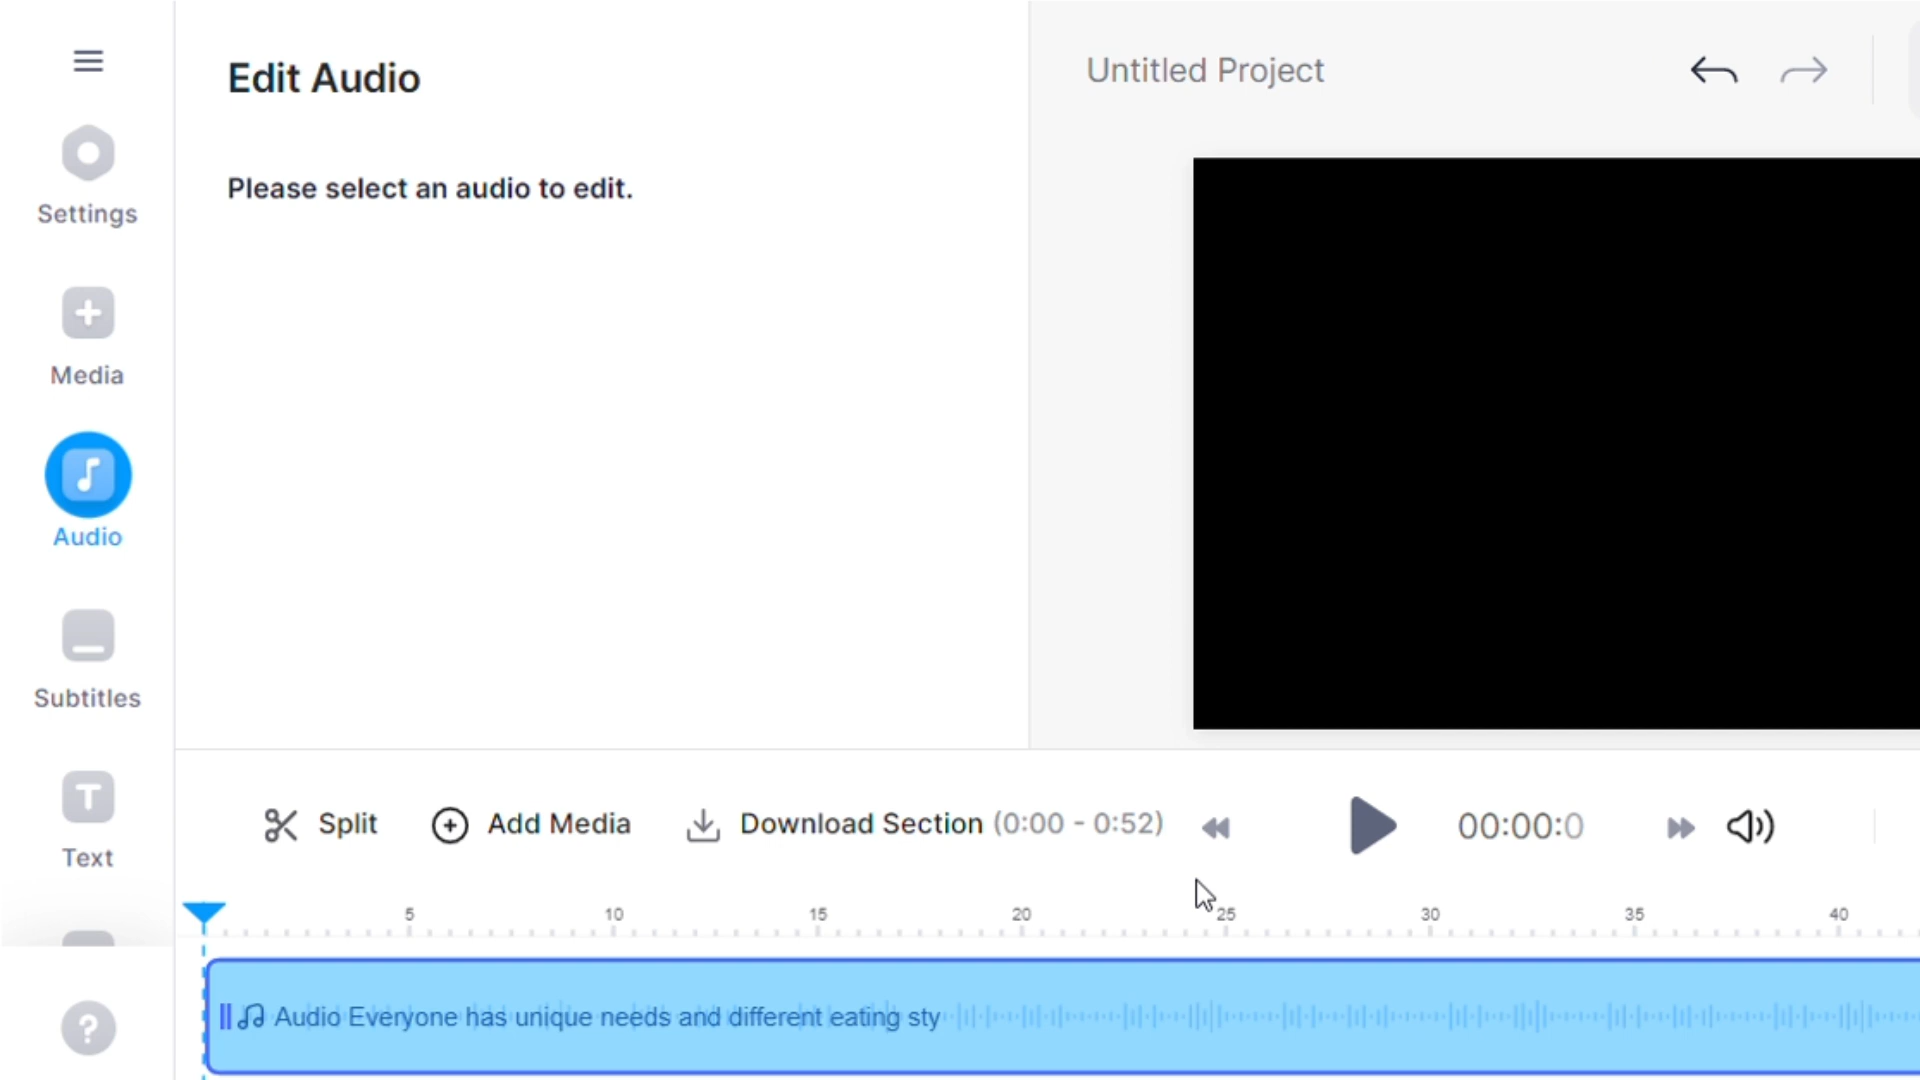 Edit Audio
Untitled Project
Please select an audio to edit.
Settings
Media
Audio
Subtitles
Text
Split
Add Media
Download Section (0:00 - 0:52)
00:00:0
5 10 15 20 25 30 35 40
Audio Everyone has unique needs and different eating sty
?